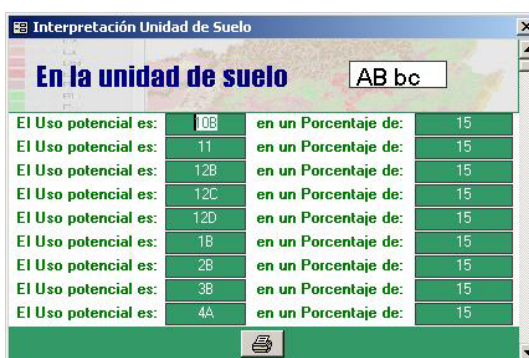 Interpretación Unidad de Suelo
En la unidad de suelo AB bc
El Uso potencial es: 10B en un Porcentaje de: 15
El Uso potencial es: 11 en un Porcentaje de: 15
El Uso potencial es: 12B en un Porcentaje de: 15
El Uso potencial es: 12C en un Porcentaje de: 15
El Uso potencial es: 12D en un Porcentaje de: 15
El Uso potencial es: 1B en un Porcentaje de: 15
El Uso potencial es: 2B en un Porcentaje de: 15
El Uso potencial es: 3B en un Porcentaje de: 15
El Uso potencial es: 4A en un Porcentaje de: 15